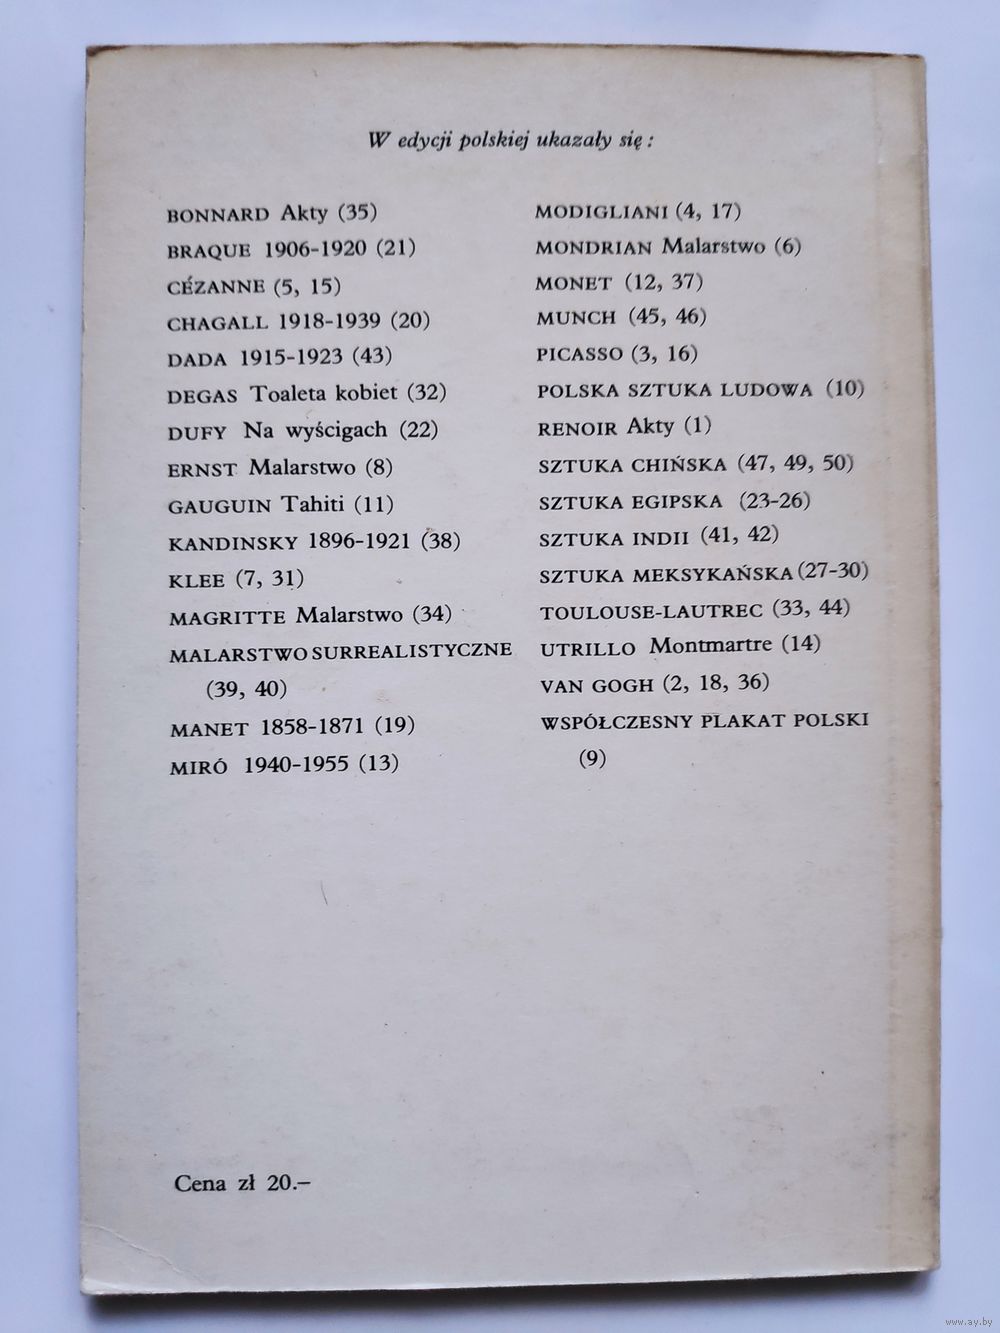 W edycji polskiej ukazały się:
BONNARD Akty (35)
BRAQUE 1906-1920 (21)
CÉZANNE (5, 15)
CHAGALL 1918-1939 (20)
DADA 1915-1923 (43)
DEGAS Toaleta kobiet (32)
DUFY Na wyścigach (22)
ERNST Malarstwo (8)
GAUGUIN Tahiti (11)
KANDINSKY 1896-1921 (38)
KLEE (7, 31)
MAGRITTE Malarstwo (34)
MALARSTWO SURREALISTYCZNE
(39, 40)
MANET 1858-1871 (19)
MIRÓ 1940-1955 (13)
MODIGLIANI (4, 17)
MONDRIAN Malarstwo (6)
MONET (12, 37)
MUNCH (45, 46)
PICASSO (3, 16)
POLSKA SZTUKA LUDOWA (10)
RENOIR Akty (1)
SZTUKA CHIŃSKA (47, 49, 50)
SZTUKA EGIPSKA (23-26)
SZTUKA INDII (41, 42)
SZTUKA MEKSYKAŃSKA (27-30)
TOULOUSE-LAUTREC (33, 44)
UTRILLO Montmartre (14)
VAN GOGH (2, 18, 36)
WSPÓŁCZESNY PLAKAT POLSKI
(9)
Cena zł 20.–
www.ay.by